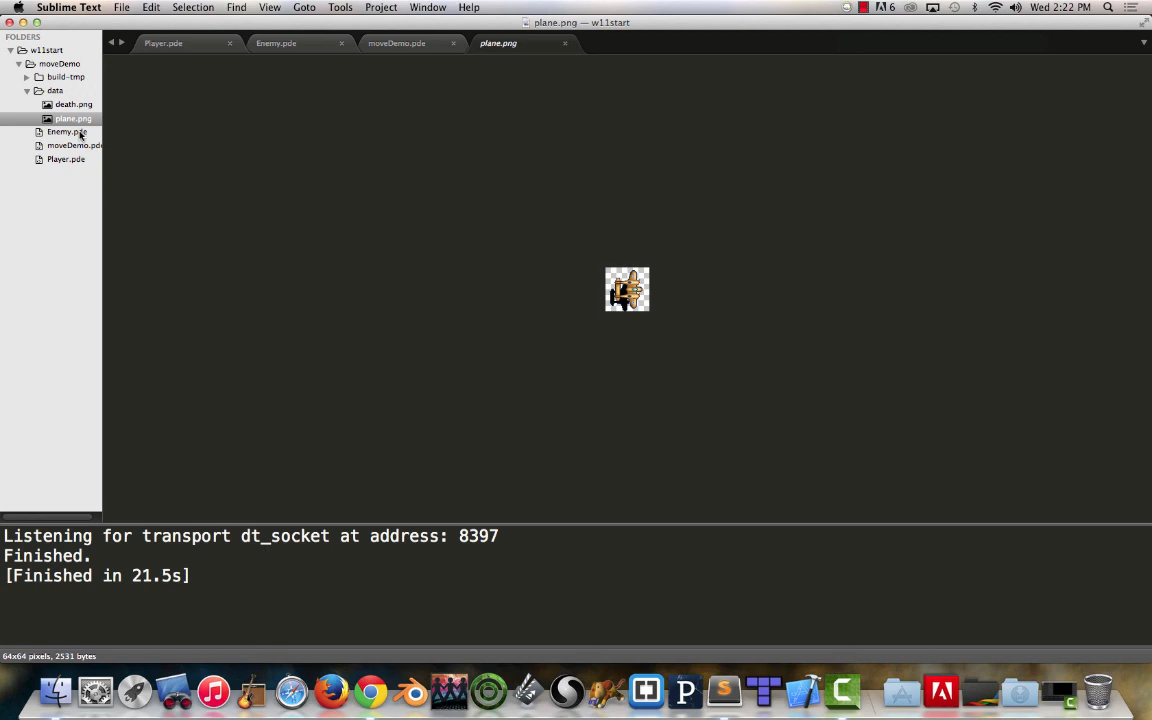 Sublime Text File Edit Selection Find View Goto Tools Project Window Help 6 Wed 2:22 PM
plane.png — w11start
FOLDERS
w11start
moveDemo
build-tmp
data
death.png
plane.png
Enemy.pde
moveDemo.pde
Player.pde
Player.pde Enemy.pde moveDemo.pde plane.png
Listening for transport dt_socket at address: 8397
Finished.
[Finished in 21.5s]
64x64 pixels, 2531 bytes